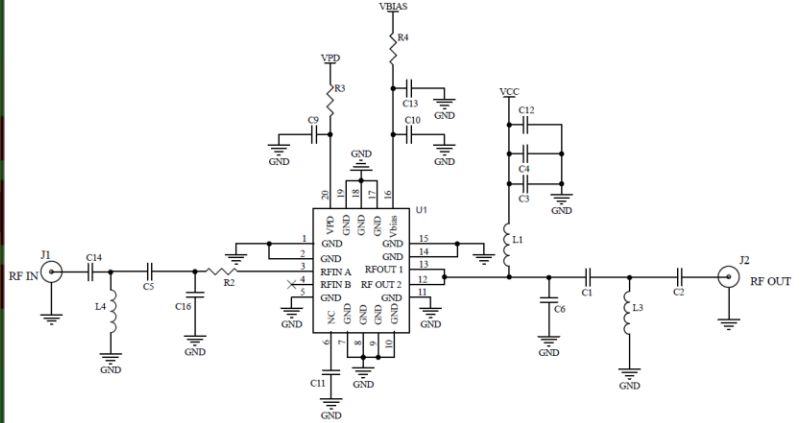 VBIAS
R4
VPD
R3
C13
GND
VCC
C12
C9
C10
GND
GND
GND
C4
C3
GND
20
19
18
17
16
VPD
GND
GND
GND
Vbias
U1
1
GND
GND
15
2
GND
GND
14
L1
J1
RF IN
C14
C5
R2
3
RFIN A
RFOUT 1
13
4
RFIN B
RF OUT 2
12
C1
C2
J2
RF OUT
5
GND
GND
11
L4
C16
C6
L3
GND
GND
NC
GND
GND
GND
GND
6
7
8
9
10
GND
GND
GND
GND
GND
C11
GND
GND